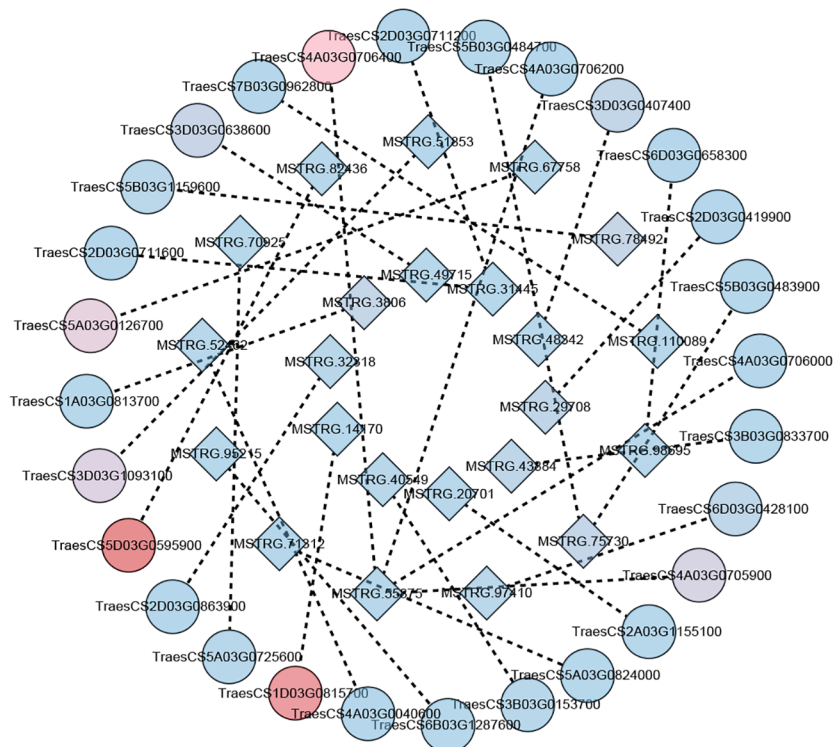 TraesCS2D03G0711200
TraesCS5B03G0484700
TraesCS4A03G0706400
TraesCS4A03G0706200
TraesCS7B03G0962800
TraesCS3D03G0407400
TraesCS3D03G0638600
MSTRG.51853
TraesCS6D03G0658300
MSTRG.82436
MSTRG.67758
TraesCS5B03G1159600
TraesCS2D03G0419900
MSTRG.70925
MSTRG.78492
TraesCS2D03G0711600
MSTRG.49715
MSTRG.31445
TraesCS5B03G0483900
MSTRG.3806
TraesCS5A03G0126700
MSTRG.48342
MSTRG.110089
MSTRG.52462
MSTRG.32318
TraesCS4A03G0706000
TraesCS1A03G0813700
MSTRG.29708
MSTRG.14170
TraesCS3B03G0833700
MSTRG.95215
MSTRG.98695
MSTRG.43884
TraesCS3D03G1093100
MSTRG.40549
MSTRG.20701
TraesCS6D03G0428100
TraesCS5D03G0595900
MSTRG.71312
MSTRG.75730
TraesCS4A03G0705900
MSTRG.55875
MSTRG.97410
TraesCS2D03G0863900
TraesCS2A03G1155100
TraesCS5A03G0725600
TraesCS5A03G0824000
TraesCS1D03G0815700
TraesCS3B03G0153700
TraesCS4A03G0040600
TraesCS6B03G1287600